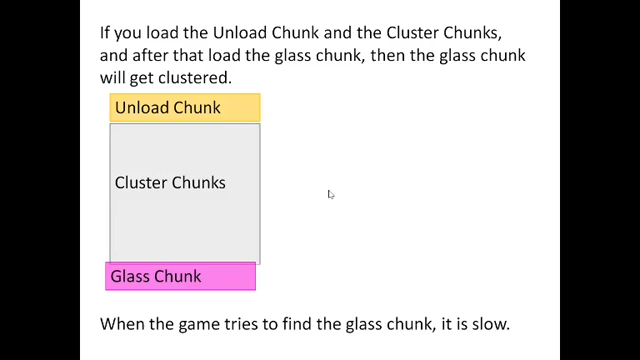 If you load the Unload Chunk and the Cluster Chunks,
and after that load the glass chunk, then the glass chunk
will get clustered.
Unload Chunk
Cluster Chunks
Glass Chunk
When the game tries to find the glass chunk, it is slow.